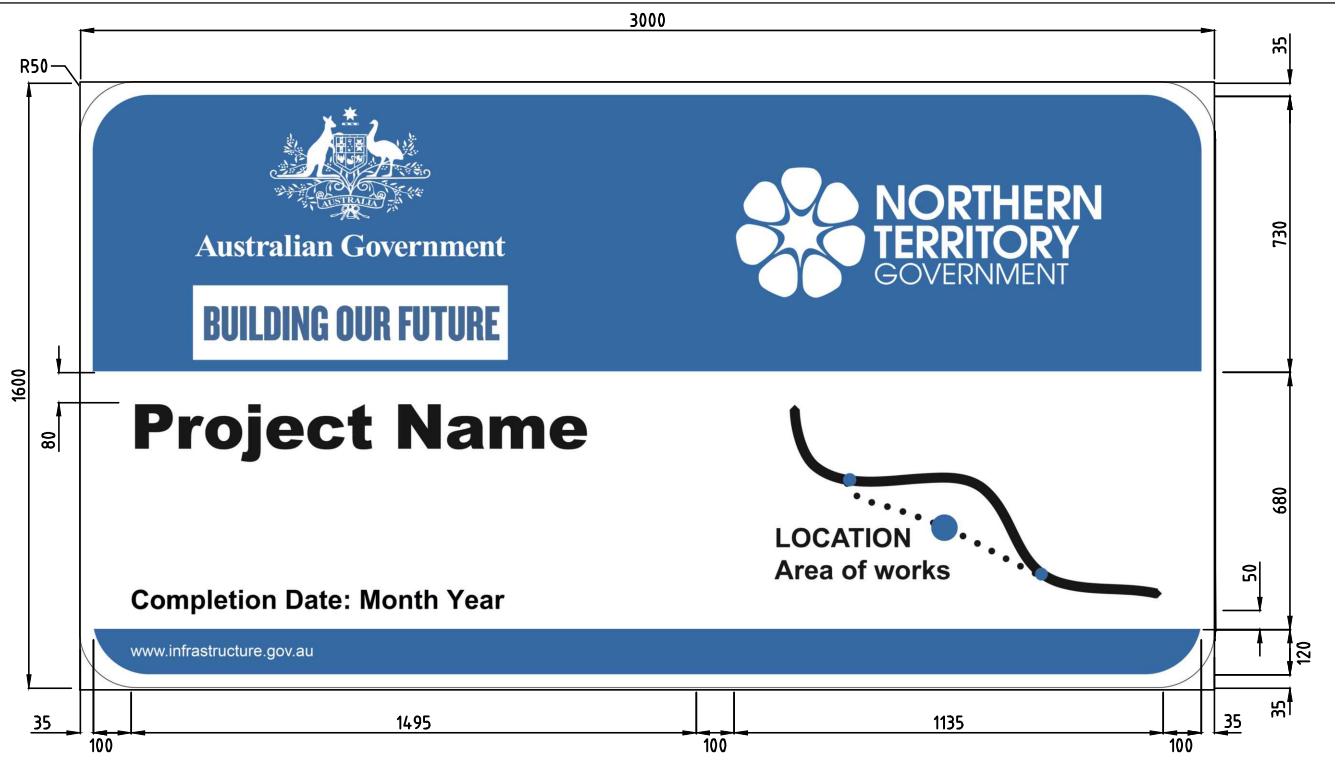 3000
35
R50
AUSTRALIA
Australian Government
NORTHERN
TERRITORY
GOVERNMENT
730
BUILDING OUR FUTURE
1600
80
Project Name
680
LOCATION
Area of works
50
Completion Date: Month Year
www.infrastructure.gov.au
120
35
35
100
1495
100
1135
100
35